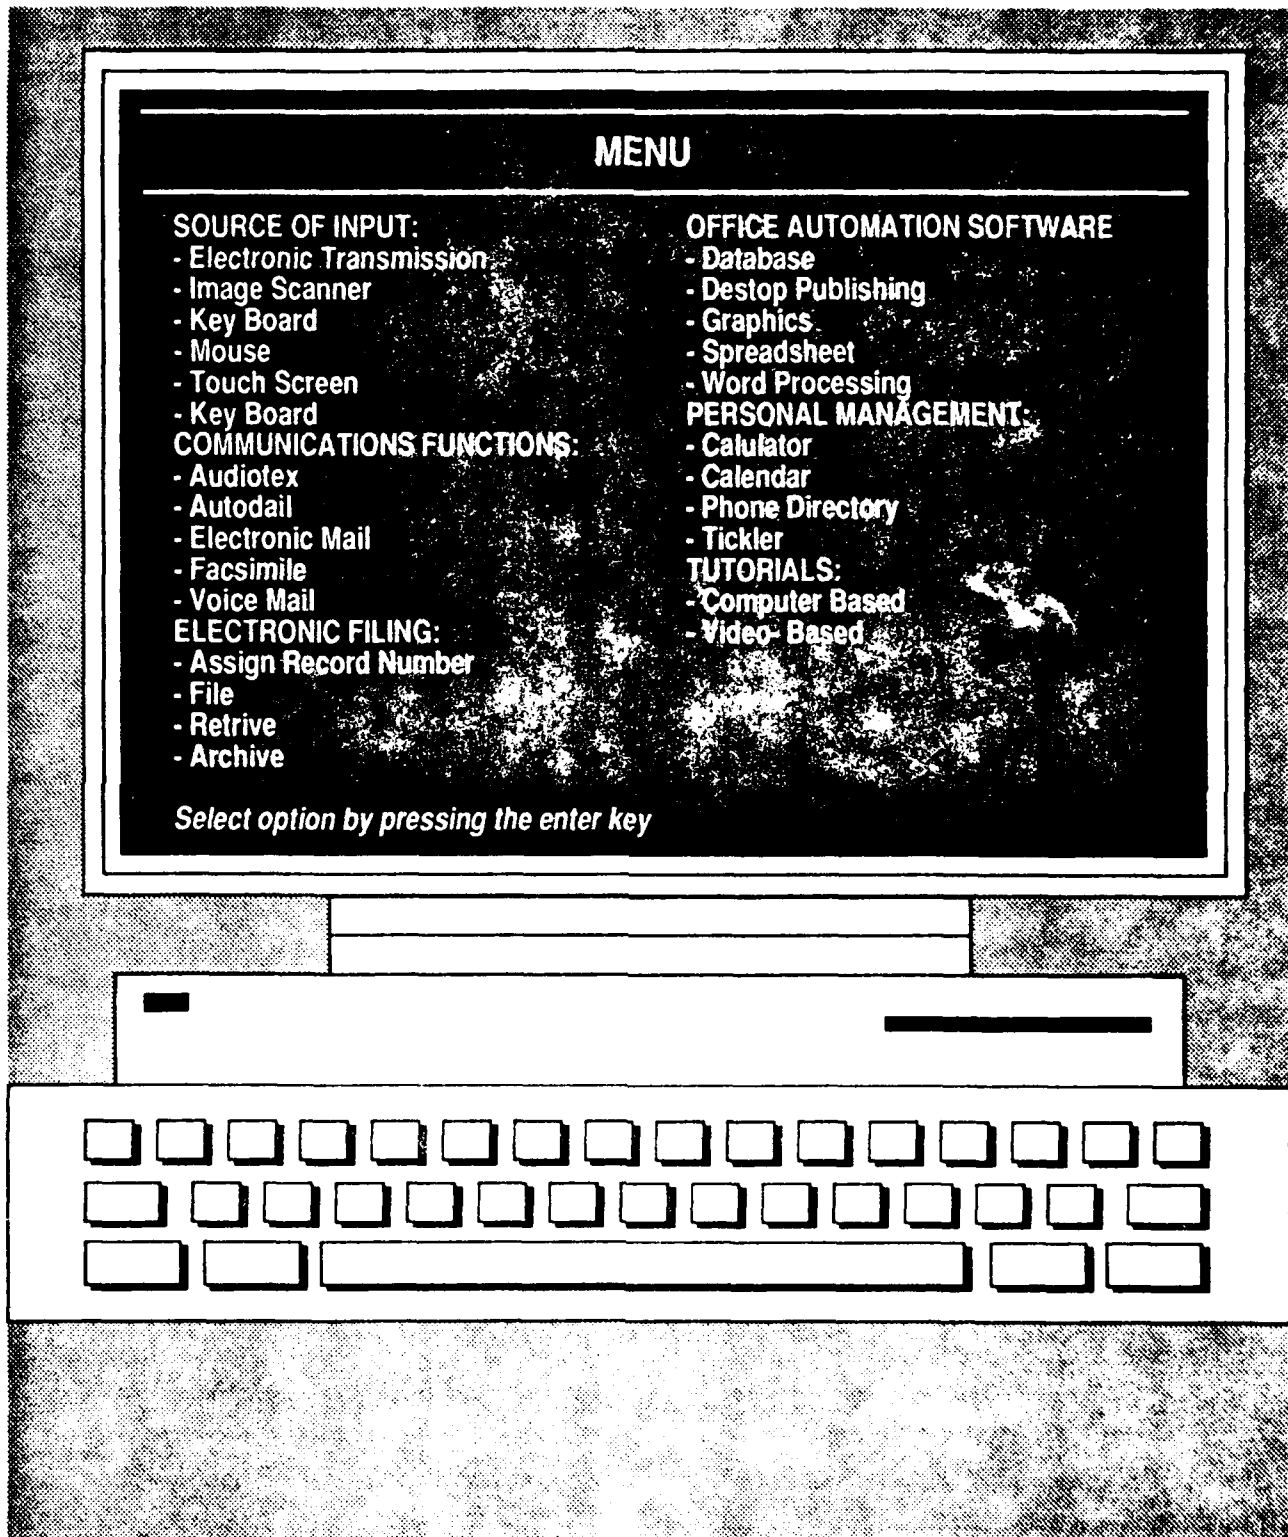 MENU
SOURCE OF INPUT:
- Electronic Transmission
- Image Scanner
- Key Board
- Mouse
- Touch Screen
- Key Board
COMMUNICATIONS FUNCTIONS:
- Audiotex
- Autodail
- Electronic Mail
- Facsimile
- Voice Mail
ELECTRONIC FILING:
- Assign Record Number
- File
- Retrive
- Archive
OFFICE AUTOMATION SOFTWARE
- Database
- Destop Publishing
- Graphics
- Spreadsheet
- Word Processing
PERSONAL MANAGEMENT:
- Calulator
- Calendar
- Phone Directory
- Tickler
TUTORIALS:
- Computer Based
- Video- Based
Select option by pressing the enter key